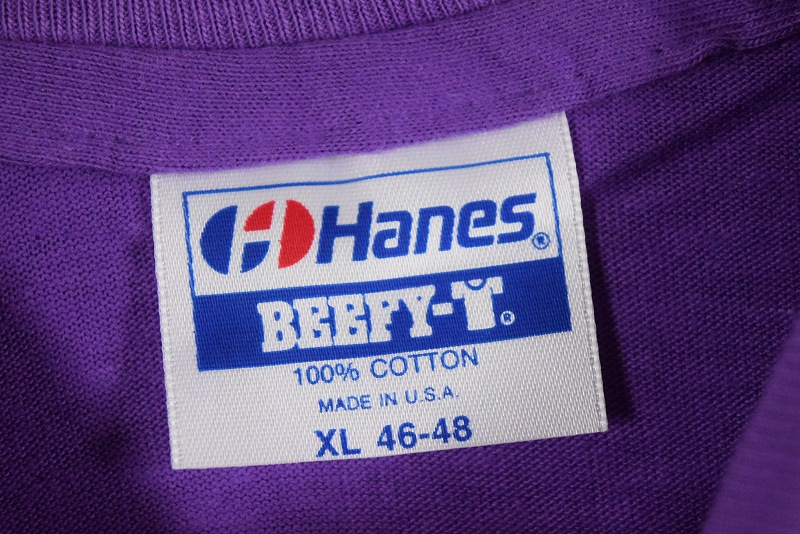 Hanes®
BEEFY-T®
100% COTTON
MADE IN U.S.A.
XL 46-48